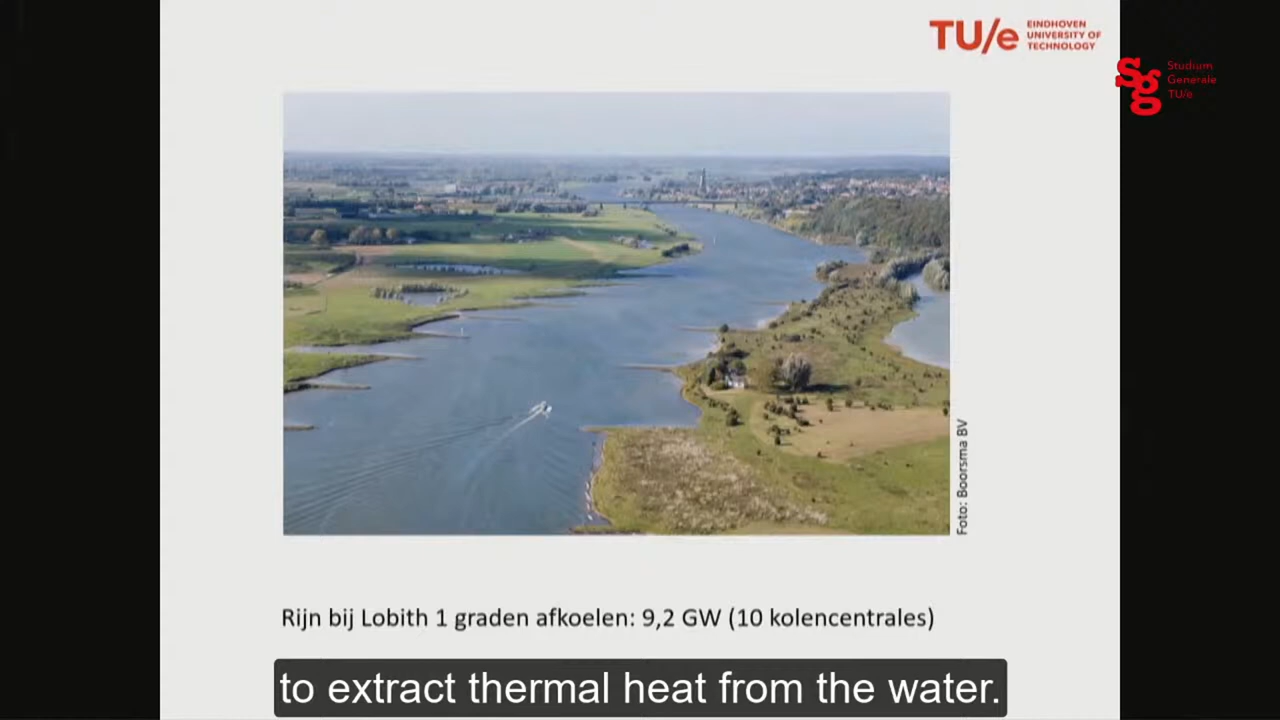 TU/e EINDHOVEN
UNIVERSITY OF
TECHNOLOGY
sg Studium
Generale
TU/e
Foto: Boorsma BV
Rijn bij Lobith 1 graden afkoelen: 9,2 GW (10 kolencentrales)
to extract thermal heat from the water.